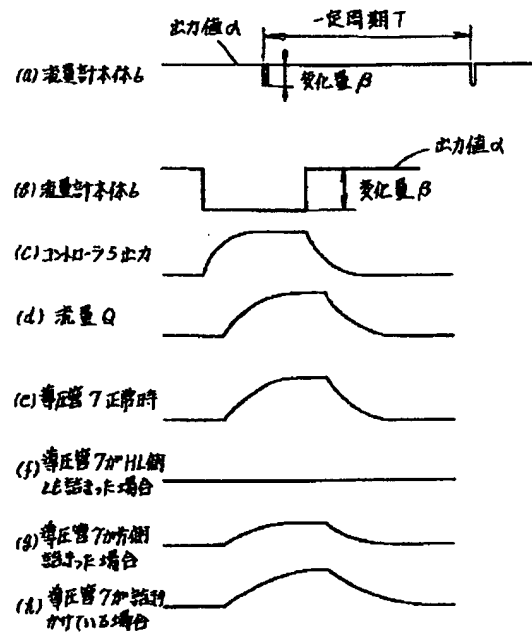 出力値α
一定周期T
(a)流量計本体6
変化量β
出力値α
(b)流量計本体6
変化量β
(c)コントローラ5出力
(d)流量Q
(e)導圧管7正常時
(f)導圧管7がHL側
とも詰まった場合
(g)導圧管7が片側
詰まった場合
(h)導圧管7が詰り
かけている場合